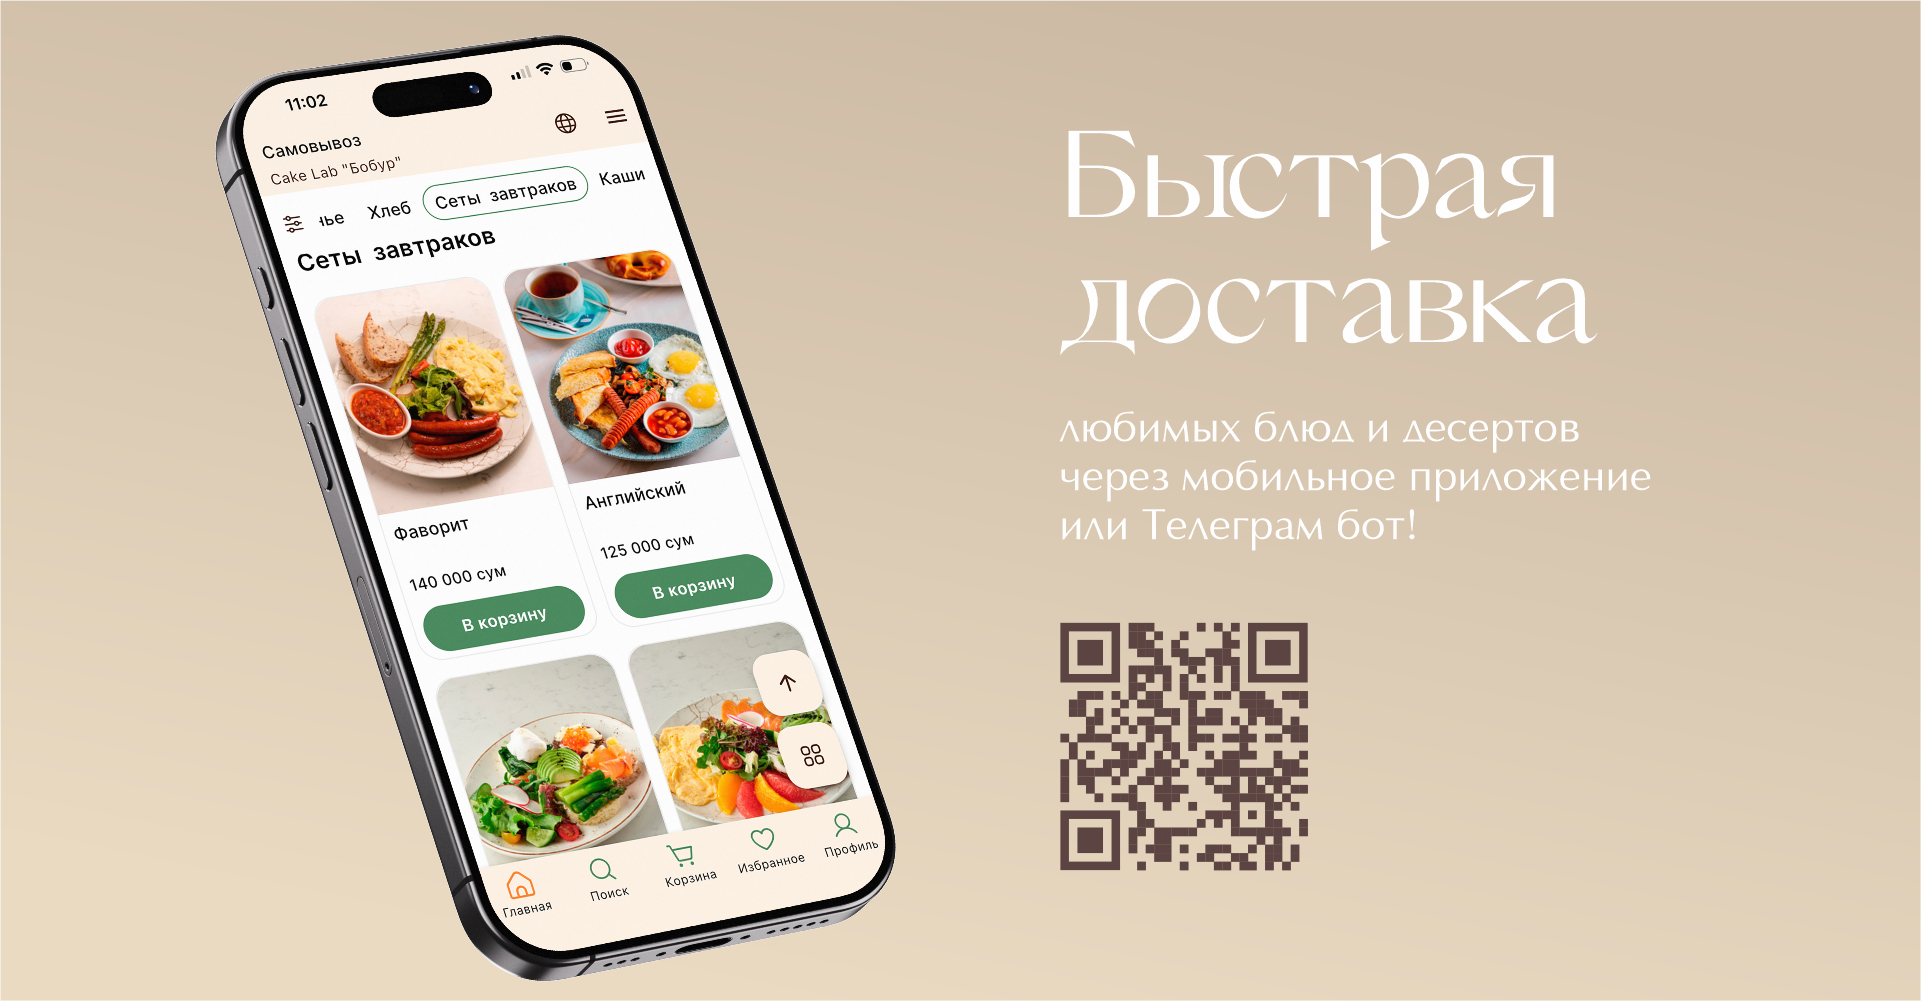 11:02
Самовывоз
Cake Lab "Бобур"
нье Хлеб Сеты завтраков Каши
Сеты завтраков
Фаворит
140 000 сум
В корзину
Английский
125 000 сум
В корзину
Главная
Поиск
Корзина
Избранное
Профиль
Быстрая
доставка
любимых блюд и десертов
через мобильное приложение
или Телеграм бот!